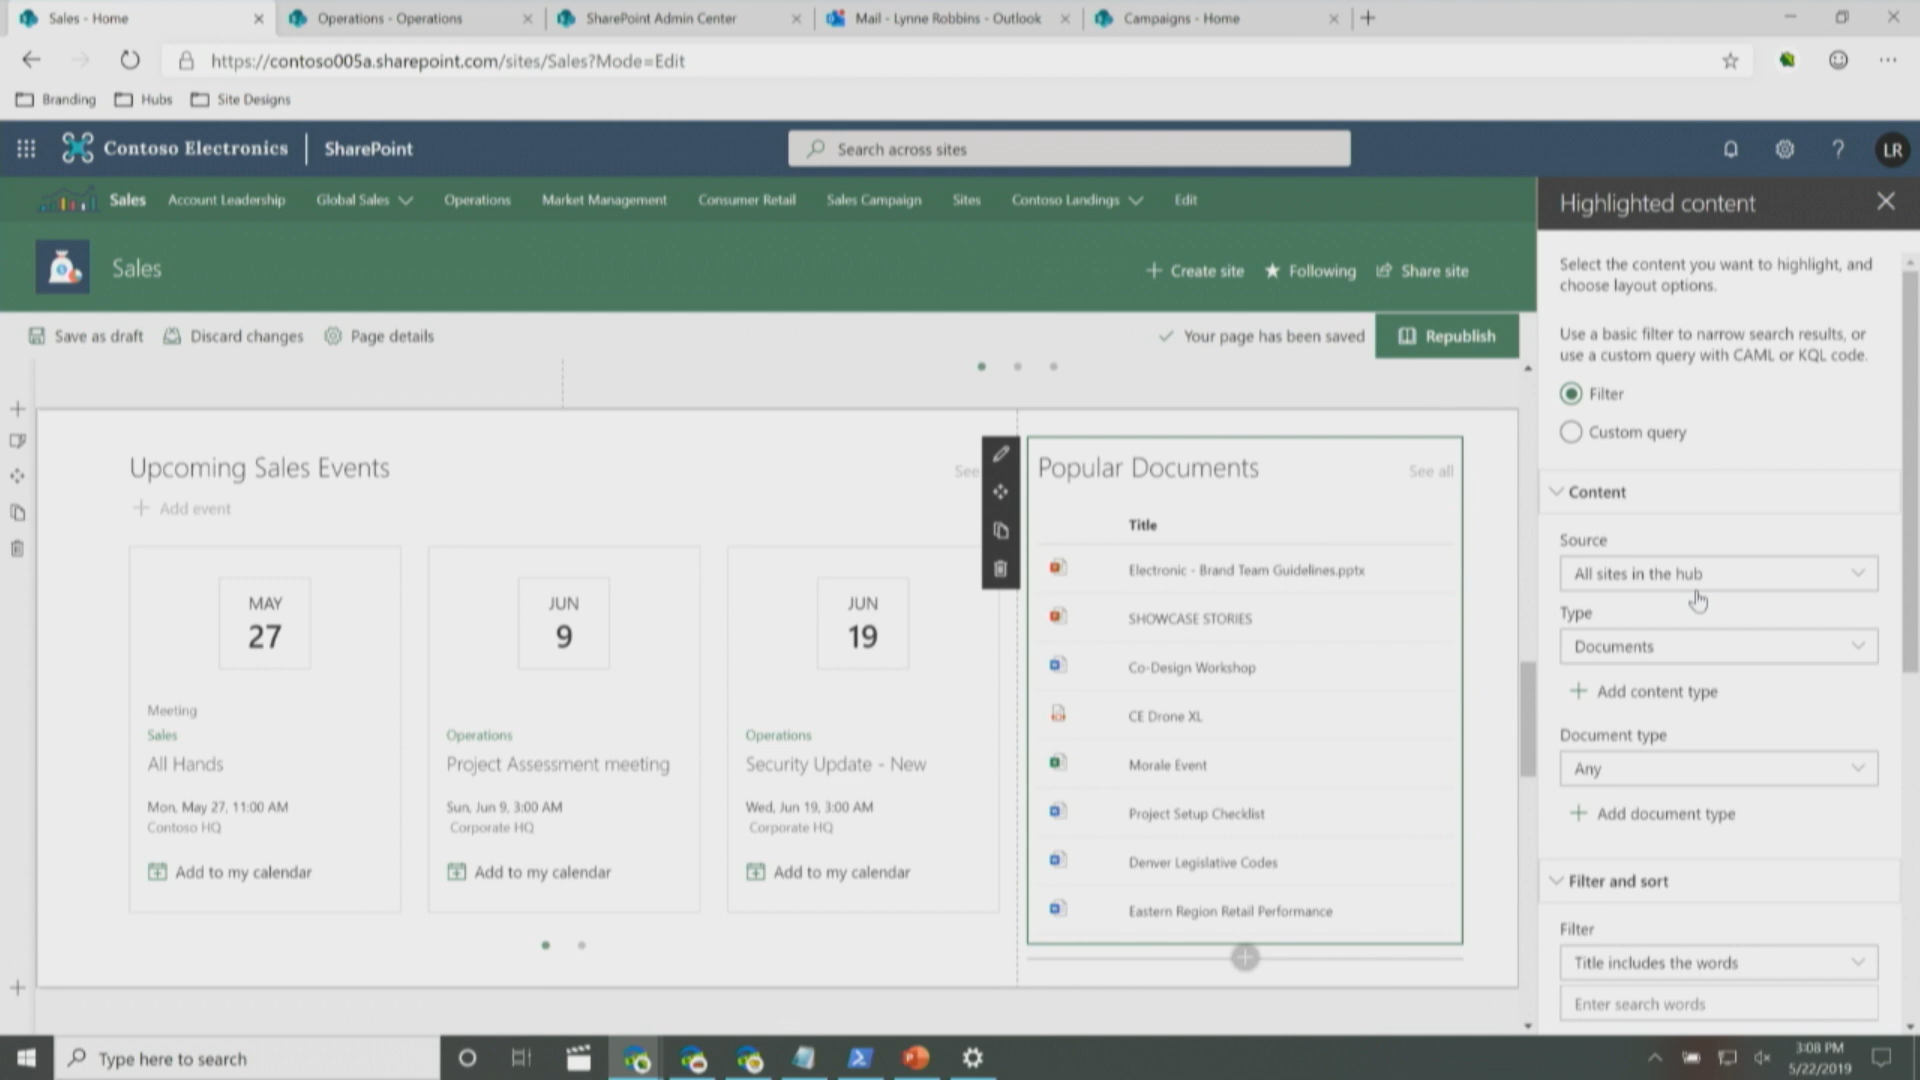 Sales - Home
Operations - Operations
SharePoint Admin Center
Mail - Lynne Robbins - Outlook
Campaigns - Home
https://contoso005a.sharepoint.com/sites/Sales?Mode=Edit
Branding
Hubs
Site Designs
Contoso Electronics
SharePoint
Search across sites
LR
Sales
Account Leadership
Global Sales
Operations
Market Management
Consumer Retail
Sales Campaign
Sites
Contoso Landings
Edit
Sales
Create site
Following
Share site
Save as draft
Discard changes
Page details
Your page has been saved
Republish
Upcoming Sales Events
See
Add event
MAY
27
Meeting
Sales
All Hands
Mon, May 27, 11:00 AM
Contoso HQ
Add to my calendar
JUN
9
Operations
Project Assessment meeting
Sun, Jun 9, 3:00 AM
Corporate HQ
Add to my calendar
JUN
19
Operations
Security Update - New
Wed, Jun 19, 3:00 AM
Corporate HQ
Add to my calendar
Popular Documents
See all
Title
Electronic - Brand Team Guidelines.pptx
SHOWCASE STORIES
Co-Design Workshop
CE Drone XL
Morale Event
Project Setup Checklist
Denver Legislative Codes
Eastern Region Retail Performance
Highlighted content
Select the content you want to highlight, and
choose layout options.
Use a basic filter to narrow search results, or
use a custom query with CAML or KQL code.
Filter
Custom query
Content
Source
All sites in the hub
Type
Documents
Add content type
Document type
Any
Add document type
Filter and sort
Filter
Title includes the words
Enter search words
Type here to search
3:08 PM
5/22/2019